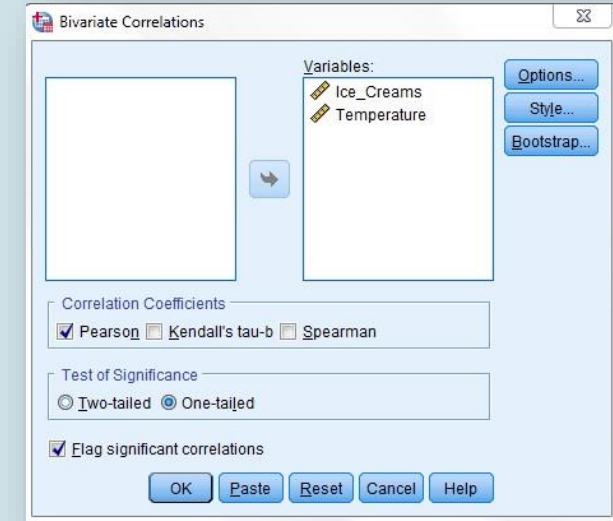 Bivariate Correlations
Variables:
Ice_Creams
Temperature
Options...
Style...
Bootstrap...
Correlation Coefficients
Pearson Kendall's tau-b Spearman
Test of Significance
Two-tailed One-tailed
Flag significant correlations
OK Paste Reset Cancel Help